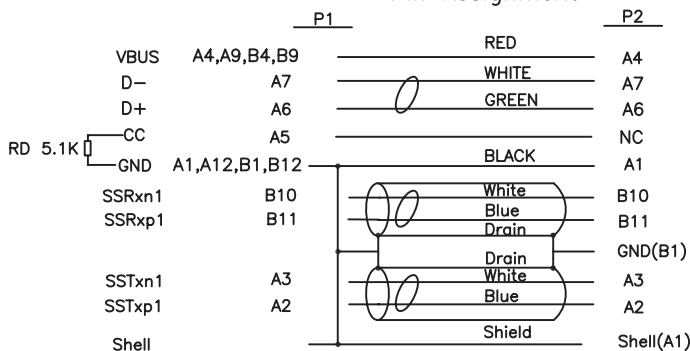 P1 P2
VBUS A4,A9,B4,B9 RED A4
D- A7 WHITE A7
D+ A6 GREEN A6
CC A5 NC
RD 5.1K
GND A1,A12,B1,B12 BLACK A1
SSRxn1 B10 White B10
SSRxp1 B11 Blue B11
Drain
GND(B1)
Drain
SSTxn1 A3 White A3
SSTxp1 A2 Blue A2
Shell Shield Shell(A1)